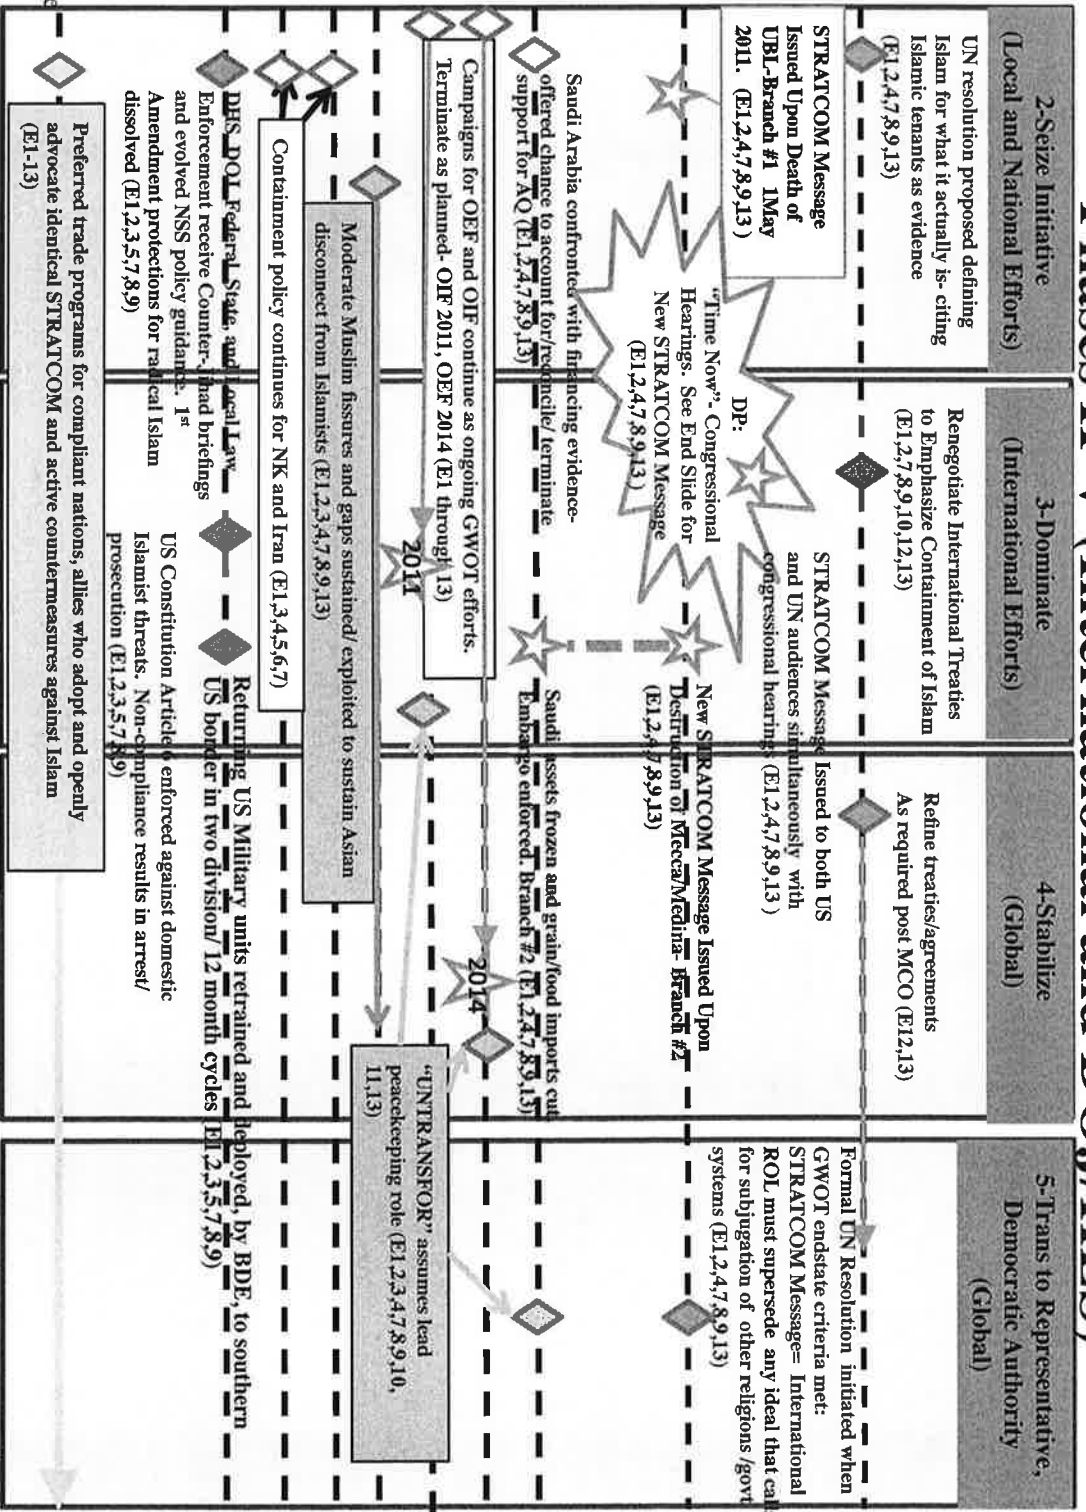 2-Seize Initiative
(Local and National Efforts)
3-Dominate
(International Efforts)
4-Stabilize
(Global)
5-Trans to Representative,
Democratic Authority
(Global)
UN resolution proposed defining
Islam for what it actually is- citing
Islamic tenants as evidence
(E1,2,4,7,8,9,13)
Renegotiate International Treaties
to Emphasize Containment of Islam
(E1,2,7,8,9,10,12,13)
Refine treaties/agreements
As required post MCO (E12,13)
Formal UN Resolution initiated when
GWOT endstate criteria met:
STRATCOM Message= International
ROL must supersede any ideal that call
for subjugation of other religions /govt
systems (E1,2,4,7,8,9,13)
STRATCOM Message
Issued Upon Death of
UBL-Branch #1 1May
2011. (E1,2,4,7,8,9,13 )
DP:
"Time Now"- Congressional
Hearings. See End Slide for
New STRATCOM Message
(E1,2,4,7,8,9,13 )
STRATCOM Message Issued to both US
and UN audiences simultaneously with
congressional hearings (E1,2,4,7,8,9,13 )
New STRATCOM Message Issued Upon
Destruction of Mecca/Medina- Branch #2
(E1,2,4,7,8,9,13)
Saudi Arabia confronted with financing evidence-
offered chance to account for/reconcile/ terminate
support for AQ (E1,2,4,7,8,9,13)
Saudi assets frozen and grain/food imports cut.
Embargo enforced. Branch #2 (E1,2,4,7,8,9,13)
Campaigns for OEF and OIF continue as ongoing GWOT efforts.
Terminate as planned- OIF 2011, OEF 2014 (E1 through 13)
2011
2014
"UNTRANSFOR" assumes lead
peacekeeping role (E1,2,3,4,7,8,9,10,
11,13)
Moderate Muslim fissures and gaps sustained/ exploited to sustain Asian
disconnect from Islamists (E1,2,3,4,7,8,9,13)
Containment policy continues for NK and Iran (E1,3,4,5,6,7)
DHS, DOJ, Federal, State, and Local Law
Enforcement receive Counter-Jihad briefings
and evolved NSS policy guidance. 1st
Amendment protections for radical Islam
dissolved (E1,2,3,5,7,8,9)
Returning US Military units retrained and deployed, by BDE, to southern
US border in two division/ 12 month cycles (E1,2,3,5,7,8,9)
US Constitution Article 6 enforced against domestic
Islamist threats. Non-compliance results in arrest/
prosecution (E1,2,3,5,7,8,9)
Preferred trade programs for compliant nations, allies who adopt and openly
advocate identical STRATCOM and active countermeasures against Islam
(E1-13)